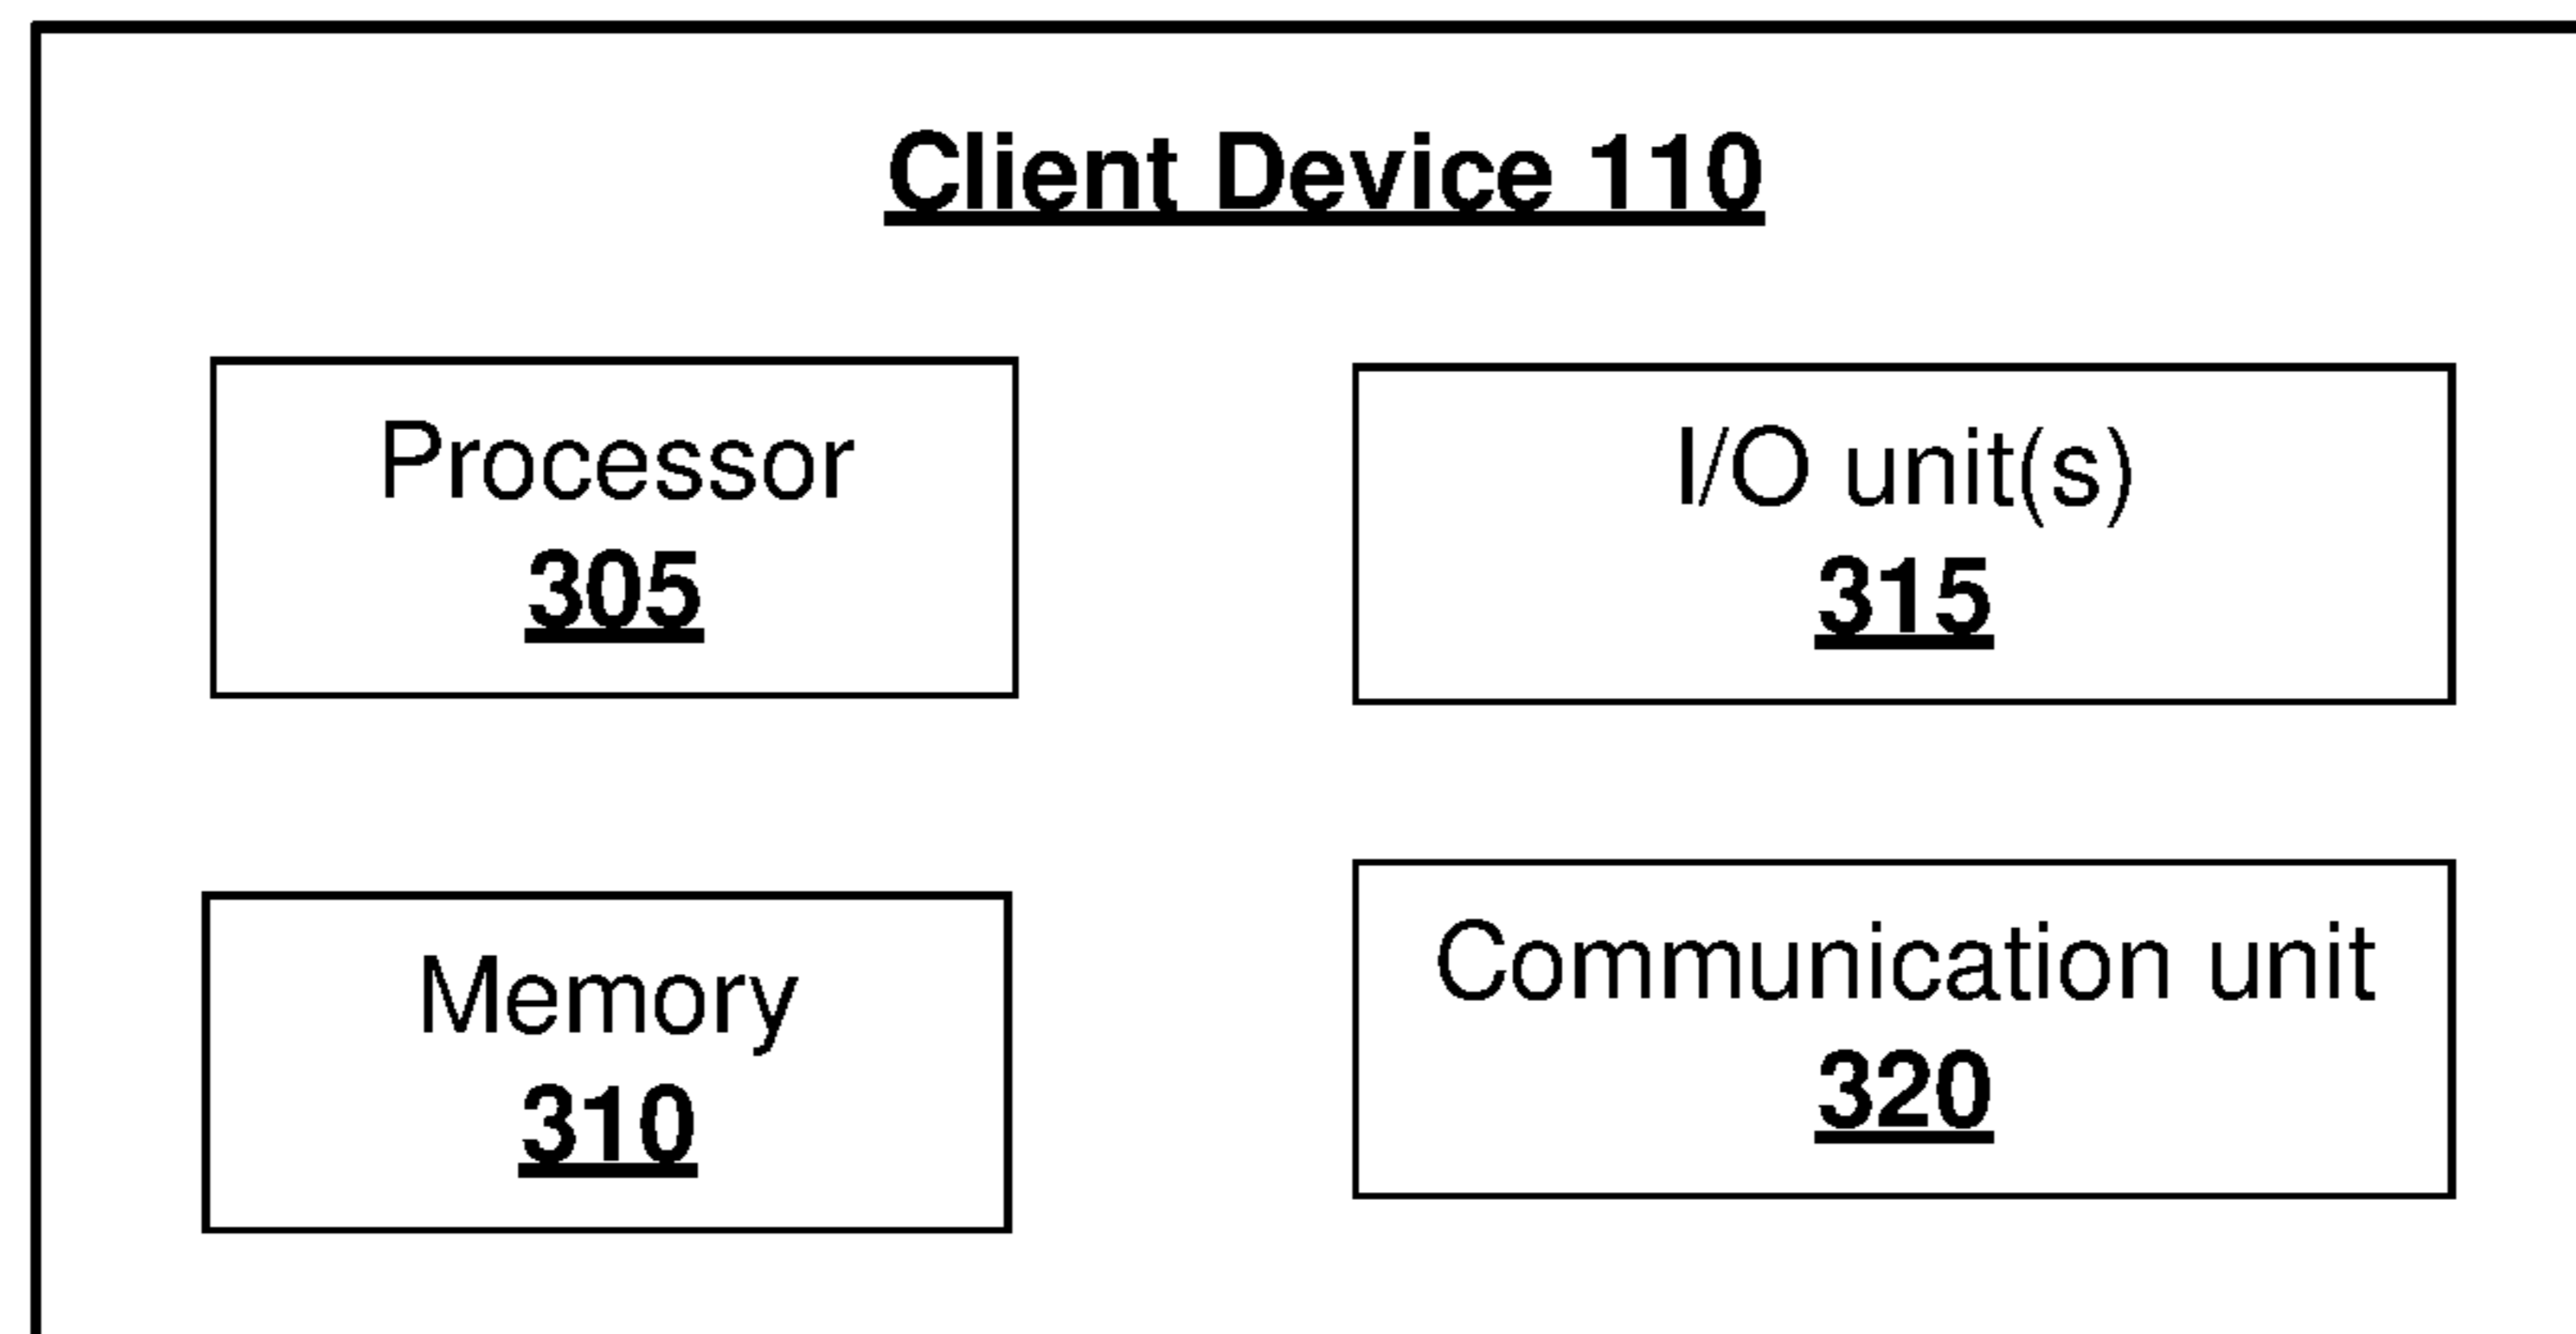 Client Device 110
Processor
305
I/O unit(s)
315
Memory
310
Communication unit
320